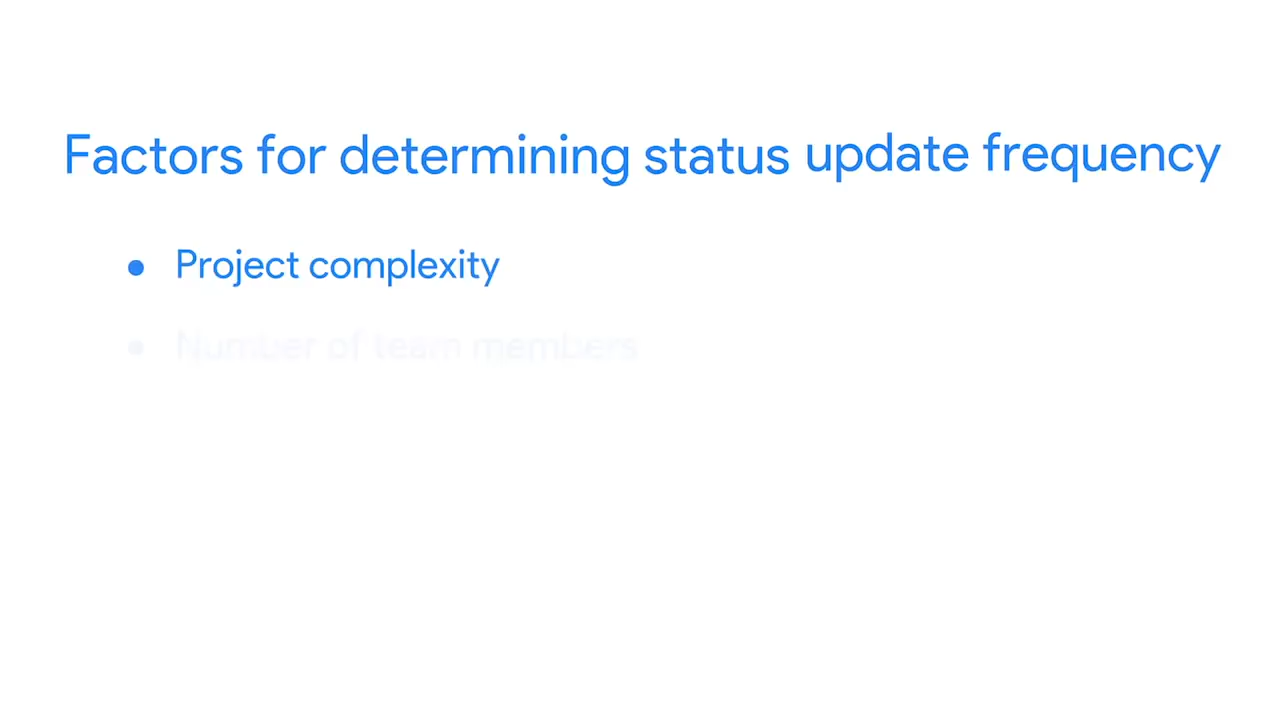 Factors for determining status update frequency
● Project complexity
● Number of team members